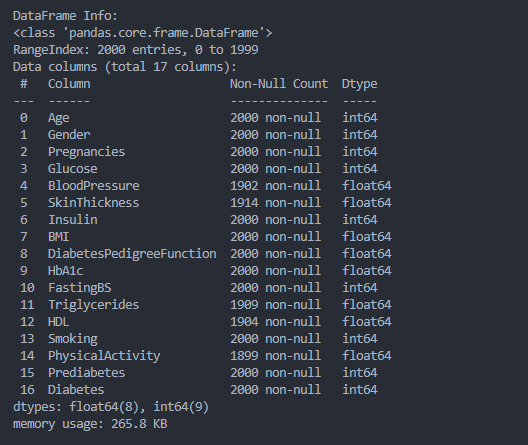 DataFrame Info:
<class 'pandas.core.frame.DataFrame'>
RangeIndex: 2000 entries, 0 to 1999
Data columns (total 17 columns):
 #   Column                    Non-Null Count  Dtype
---  ------                    --------------  -----
 0   Age                       2000 non-null   int64
 1   Gender                    2000 non-null   int64
 2   Pregnancies               2000 non-null   int64
 3   Glucose                   2000 non-null   int64
 4   BloodPressure             1902 non-null   float64
 5   SkinThickness             1914 non-null   float64
 6   Insulin                   2000 non-null   int64
 7   BMI                       2000 non-null   float64
 8   DiabetesPedigreeFunction  2000 non-null   float64
 9   HbA1c                     2000 non-null   float64
 10  FastingBS                 2000 non-null   int64
 11  Triglycerides             1909 non-null   float64
 12  HDL                       1904 non-null   float64
 13  Smoking                   2000 non-null   int64
 14  PhysicalActivity          1899 non-null   float64
 15  Prediabetes               2000 non-null   int64
 16  Diabetes                  2000 non-null   int64
dtypes: float64(8), int64(9)
memory usage: 265.8 KB